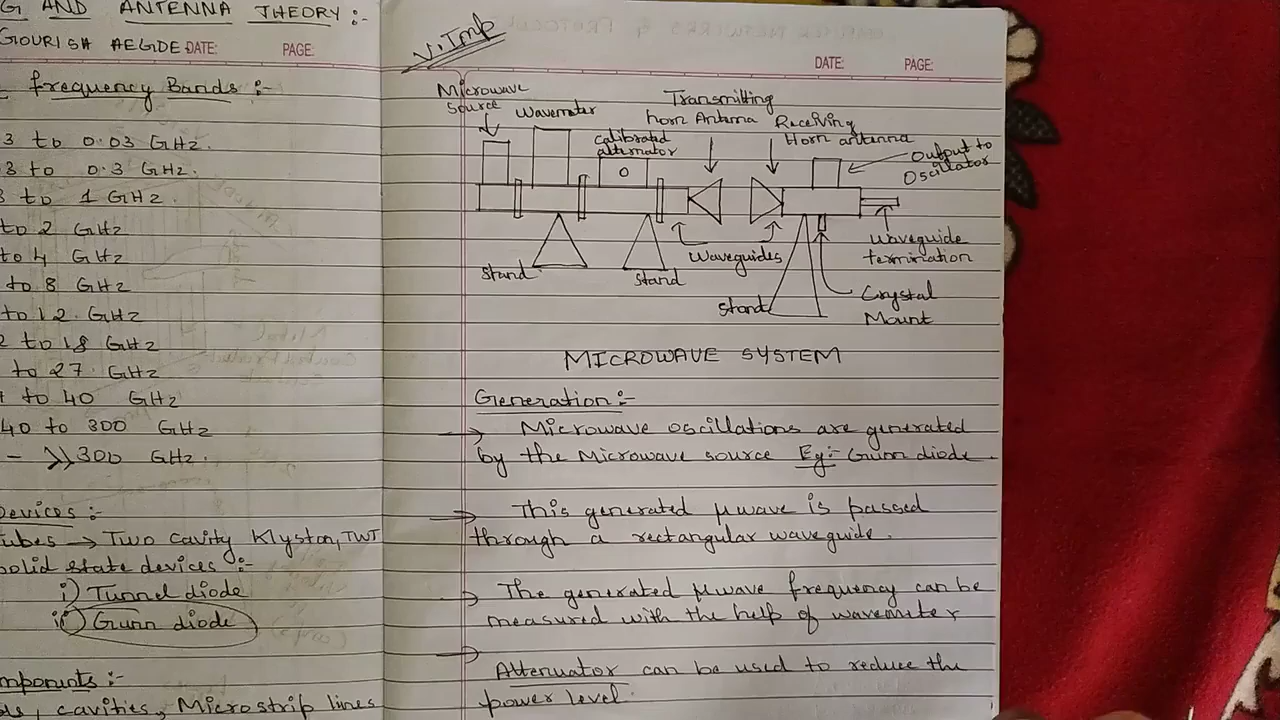 G AND ANTENNA THEORY:-
GOURISH HEGDE DATE: PAGE:
frequency Bands :-
3 to 0.03 GHz.
3 to 0.3 GHz.
3 to 1 GHz.
to 2 GHz
to 4 GHz
to 8 GHz
to 12 GHz
2 to 18 GHz
to 27 GHz
to 40 GHz
40 to 300 GHz
- >>300 GHz.
Devices :-
Tubes → Two Cavity Klyston, TWT
Solid state devices :-
i) Tunnel diode
ii) Gunn diode
mponents :-
cavities, Microstrip lines
V. Imp
DATE: PAGE:
Microwave Source
Wavemeter
calibrated attenuator
Transmitting horn Antenna
Receiving Horn antenna
Output to Oscillator
stand
stand
Waveguides
stand
Waveguide termination
Crystal Mount
MICROWAVE SYSTEM
Generation :-
→ Microwave oscillations are generated
by the Microwave source Eg:- Gunn diode.
→ This generated μwave is passed
through a rectangular waveguide.
→ The generated μwave frequency can be
measured with the help of wavemeter
→
Attenuator can be used to reduce the
power level.